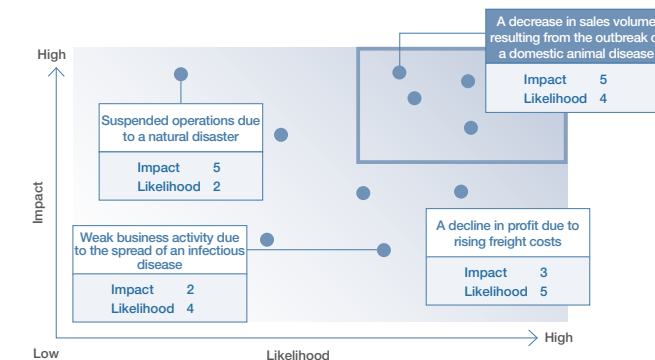 A decrease in sales volume
resulting from the outbreak
a domestic animal disease
Impact 5
Likelihood 4
High
Suspended operations due
to a natural disaster
Impact 5
Likelihood 2
Impact
A decline in profit due to
rising freight costs
Impact 3
Likelihood 5
Weak business activity due
to the spread of an infectious
disease
Impact 2
Likelihood 4
High
Low
Likelihood